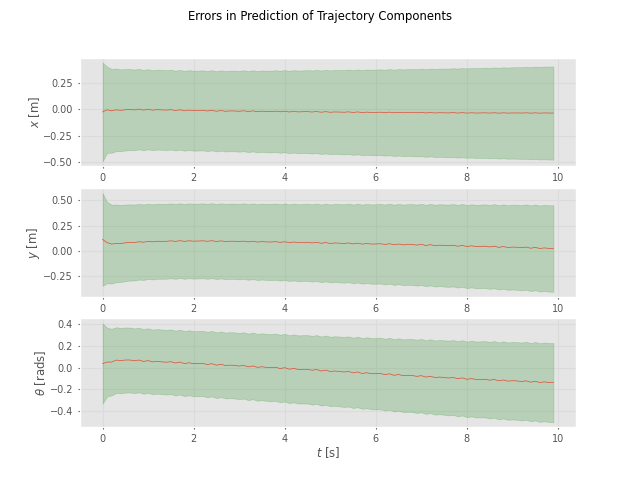 Errors in Prediction of Trajectory Components
0.25
0.00
−0.25
−0.50
x [m]
0 2 4 6 8 10
0.50
0.25
0.00
−0.25
y [m]
0 2 4 6 8 10
0.4
0.2
0.0
−0.2
−0.4
θ [rads]
0 2 4 6 8 10
t [s]